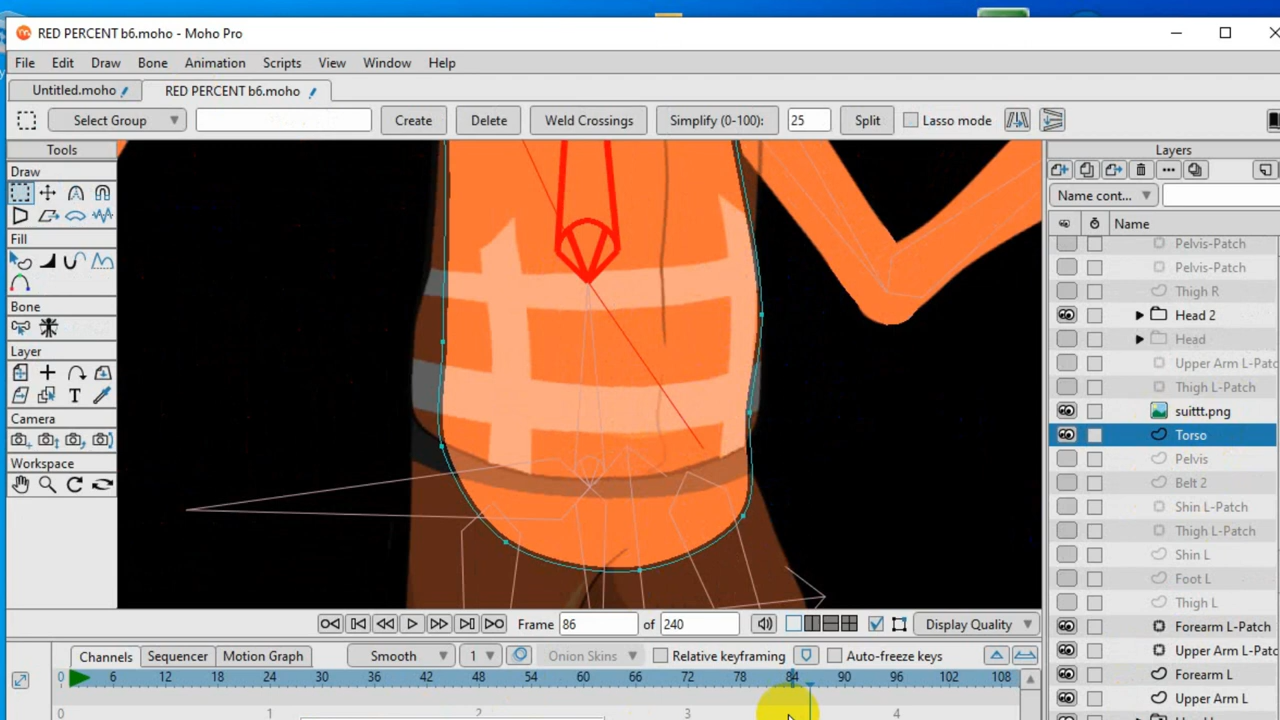 RED PERCENT b6.moho - Moho Pro
File Edit Draw Bone Animation Scripts View Window Help
Untitled.moho RED PERCENT b6.moho
Select Group Create Delete Weld Crossings Simplify (0-100): 25 Split Lasso mode
Tools
Layers
Draw
Name cont...
Name
Fill
Pelvis-Patch
Pelvis-Patch
Thigh R
Bone
Head 2
Head
Layer
Upper Arm L-Patc
Thigh L-Patch
suittt.png
Camera
Torso
Pelvis
Workspace
Belt 2
Shin L-Patch
Thigh L-Patch
Shin L
Foot L
Thigh L
Frame 86 of 240 Display Quality
Forearm L-Patch
Upper Arm L-Patc
Channels Sequencer Motion Graph Smooth 1 Onion Skins Relative keyframing Auto-freeze keys
Forearm L
0 6 12 18 24 30 36 42 48 54 60 66 72 78 84 90 96 102 108
Upper Arm L
0 1 2 3 4